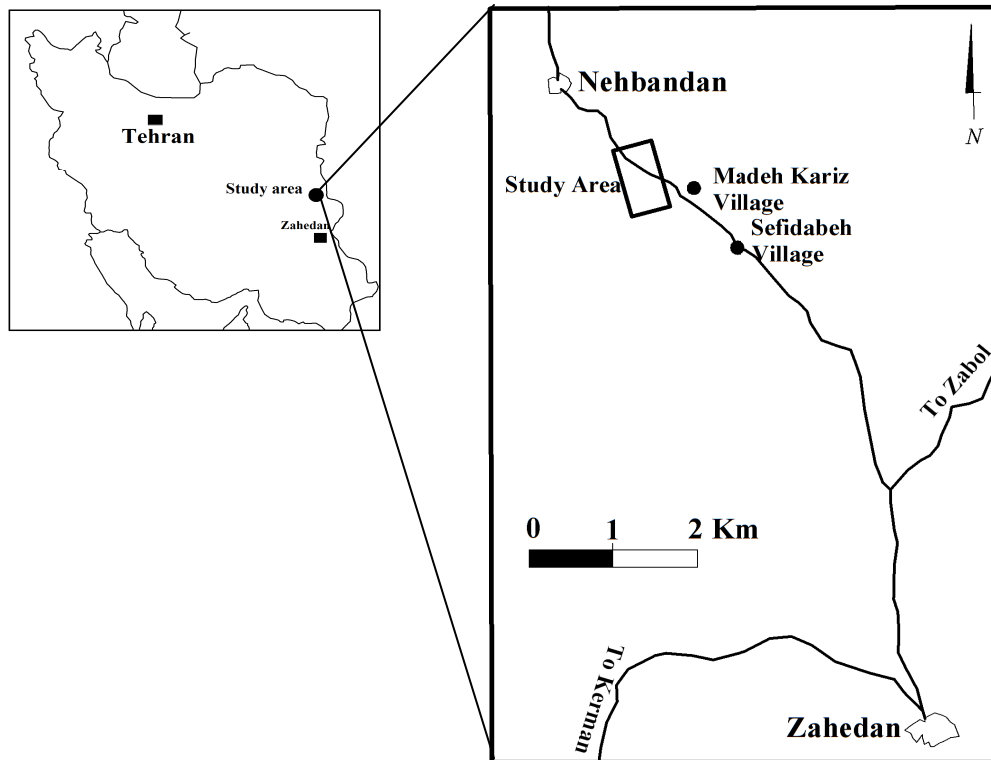 Tehran
Study area
Zahedan
Nehbandan
N
Study Area
Madeh Kariz
Village
Sefidabeh
Village
To Zabol
0 1 2 Km
To Kerman
Zahedan